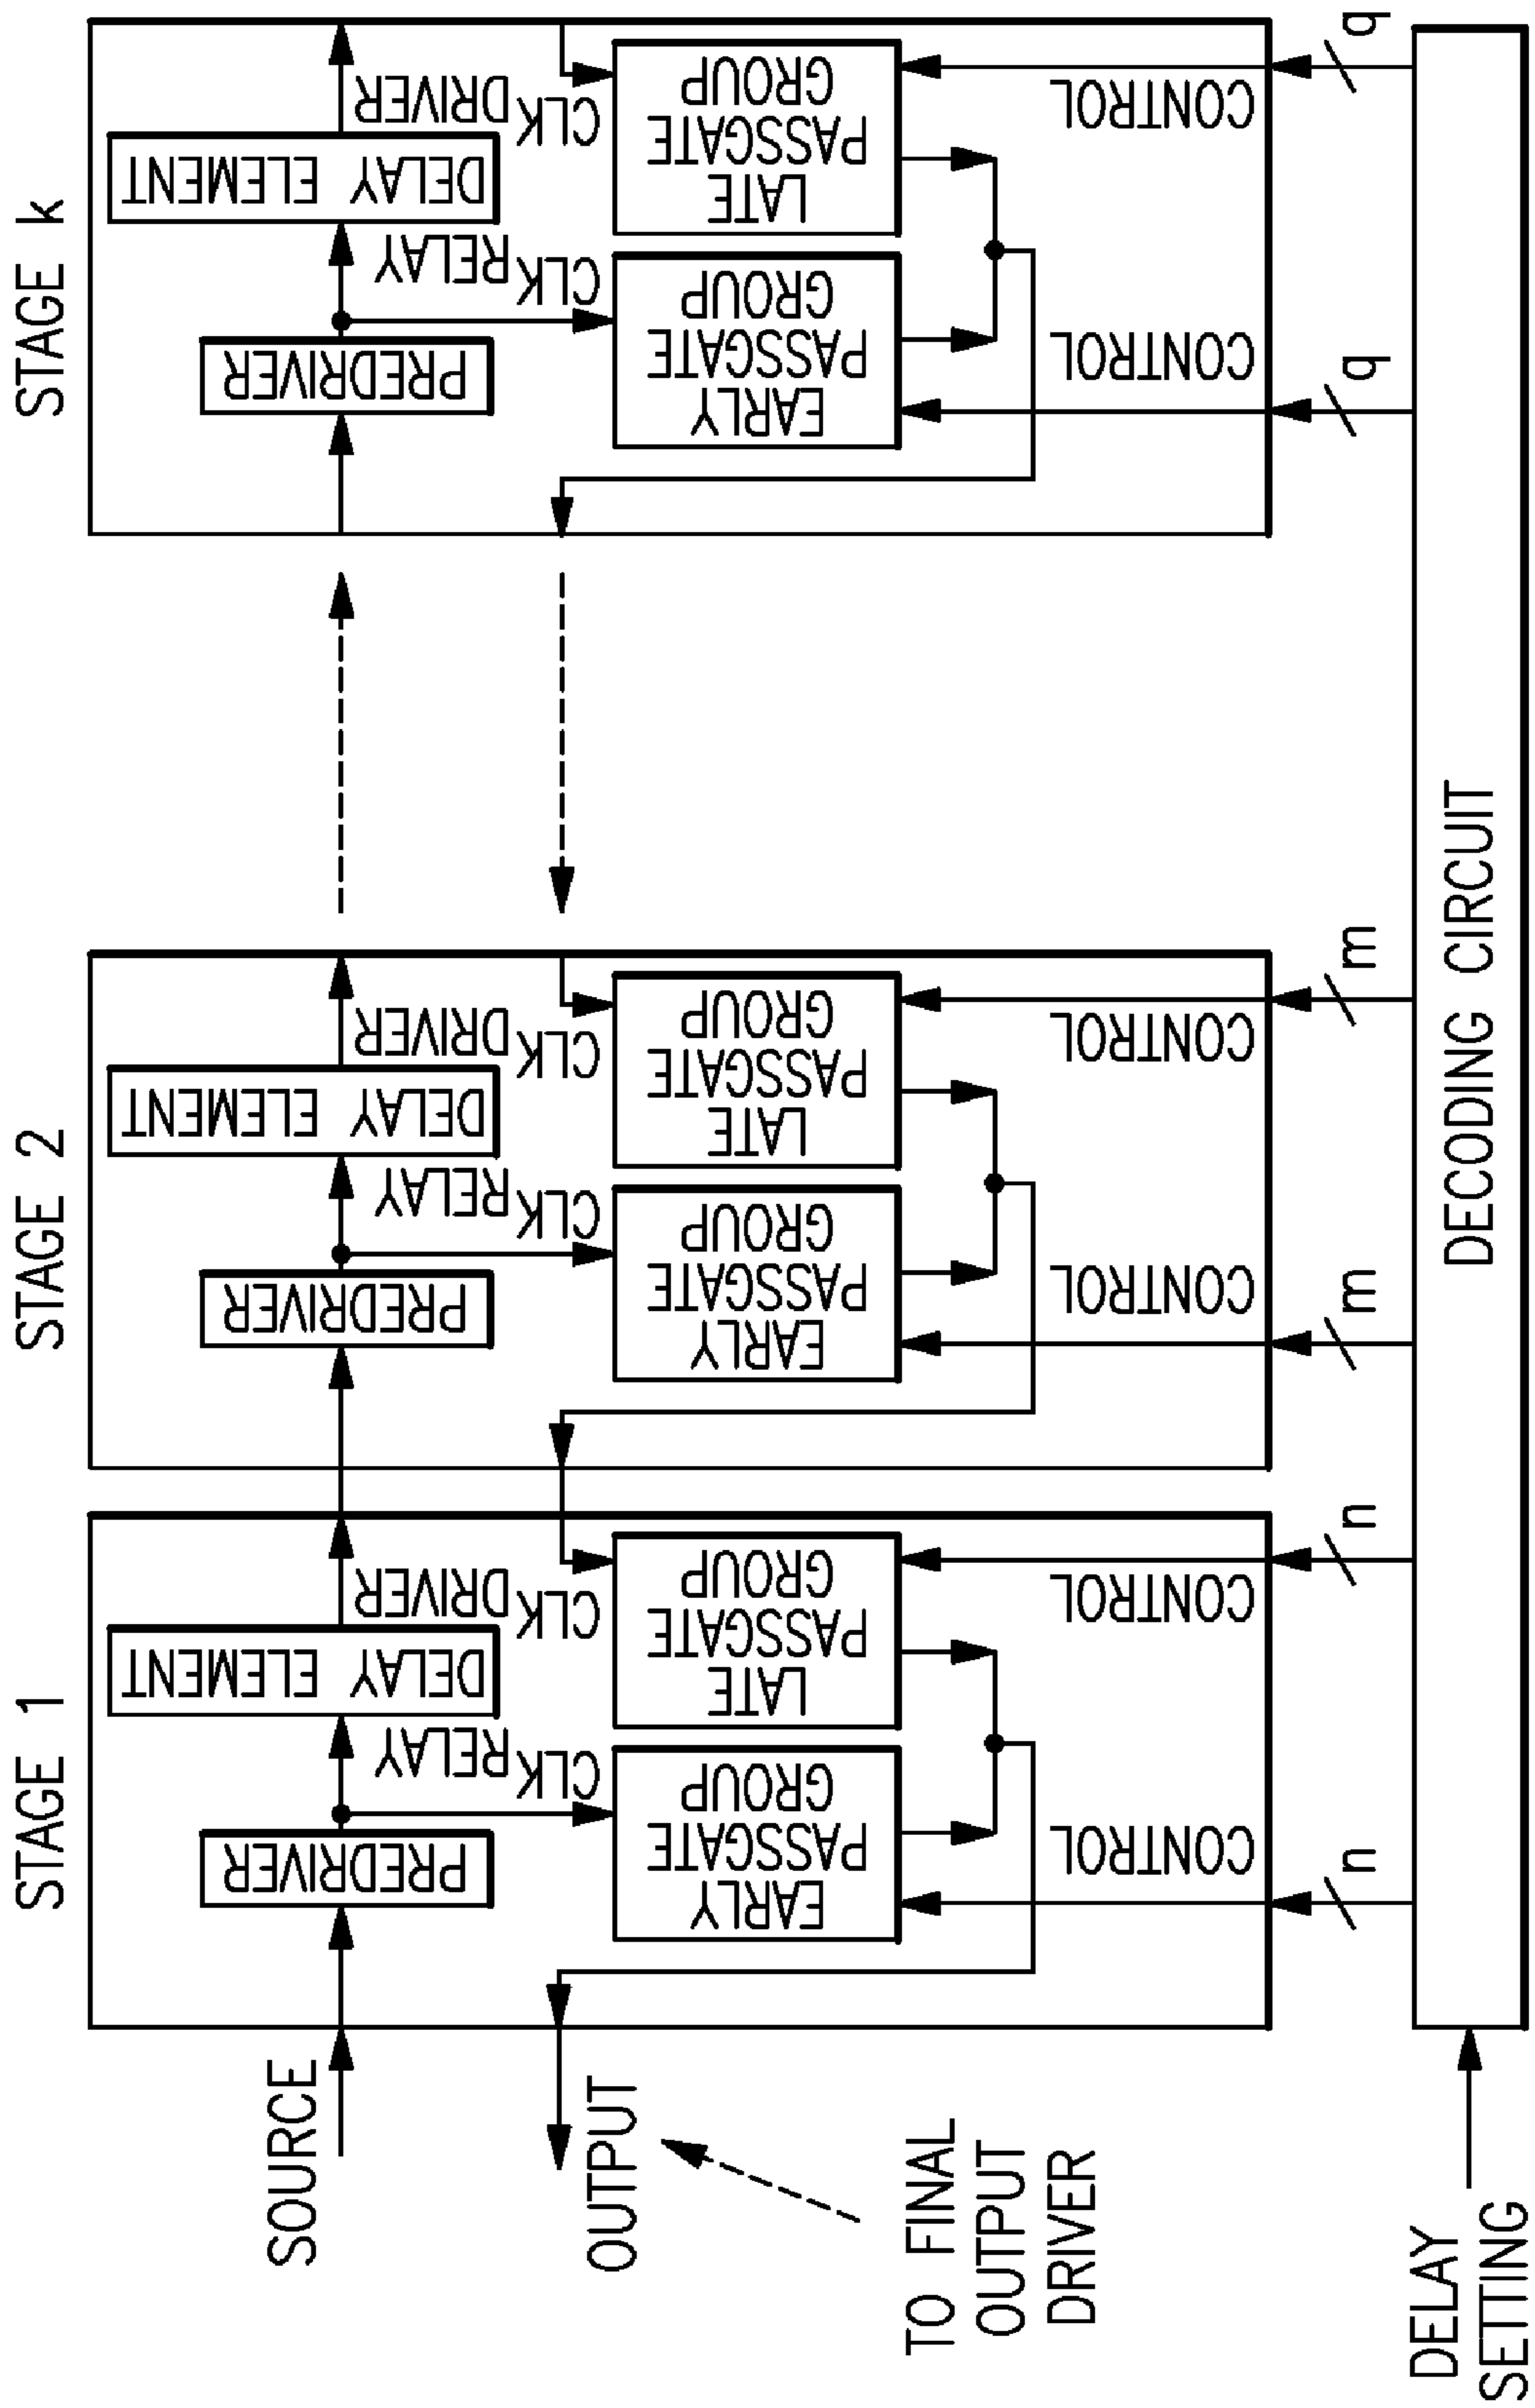 STAGE 1
STAGE 2
STAGE k
SOURCE
PREDRIVER
DELAY
ELEMENT
RELAY
CLK
DRIVER
CLK
EARLY
PASSGATE
GROUP
LATE
PASSGATE
GROUP
CONTROL
CONTROL
n
n
PREDRIVER
DELAY
ELEMENT
RELAY
CLK
DRIVER
CLK
EARLY
PASSGATE
GROUP
LATE
PASSGATE
GROUP
CONTROL
CONTROL
m
m
PREDRIVER
DELAY
ELEMENT
RELAY
CLK
DRIVER
CLK
EARLY
PASSGATE
GROUP
LATE
PASSGATE
GROUP
CONTROL
CONTROL
q
q
OUTPUT
TO FINAL
OUTPUT
DRIVER
DELAY
SETTING
DECODING CIRCUIT